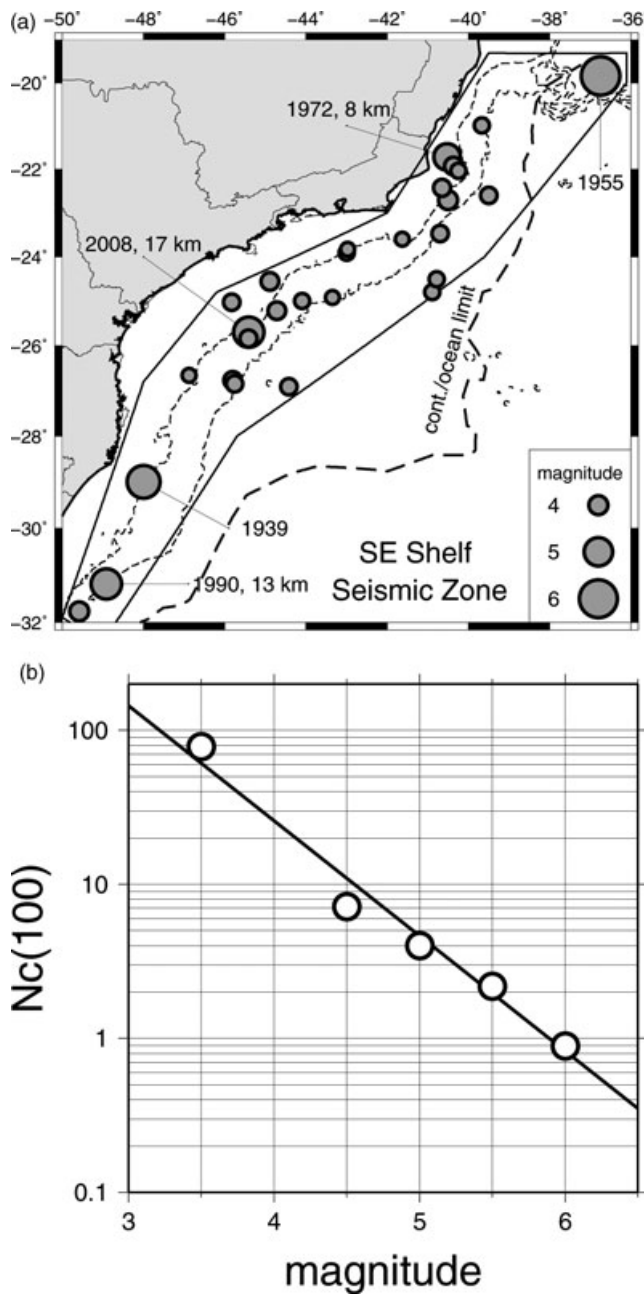 (a)
−50° −48° −46° −44° −42° −40° −38° −36°
−20°
−22°
−24°
−26°
−28°
−30°
−32°
1972, 8 km
1955
2008, 17 km
cont./ocean limit
1939
1990, 13 km
SE Shelf
Seismic Zone
magnitude
4
5
6
(b)
100
10
1
0.1
Nc(100)
3 4 5 6
magnitude